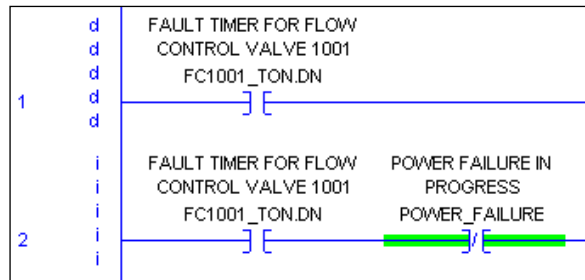 d FAULT TIMER FOR FLOW
d CONTROL VALVE 1001
d FC1001_TON.DN
1 d
d
i FAULT TIMER FOR FLOW POWER FAILURE IN
i CONTROL VALVE 1001 PROGRESS
i FC1001_TON.DN POWER_FAILURE
2 i
i